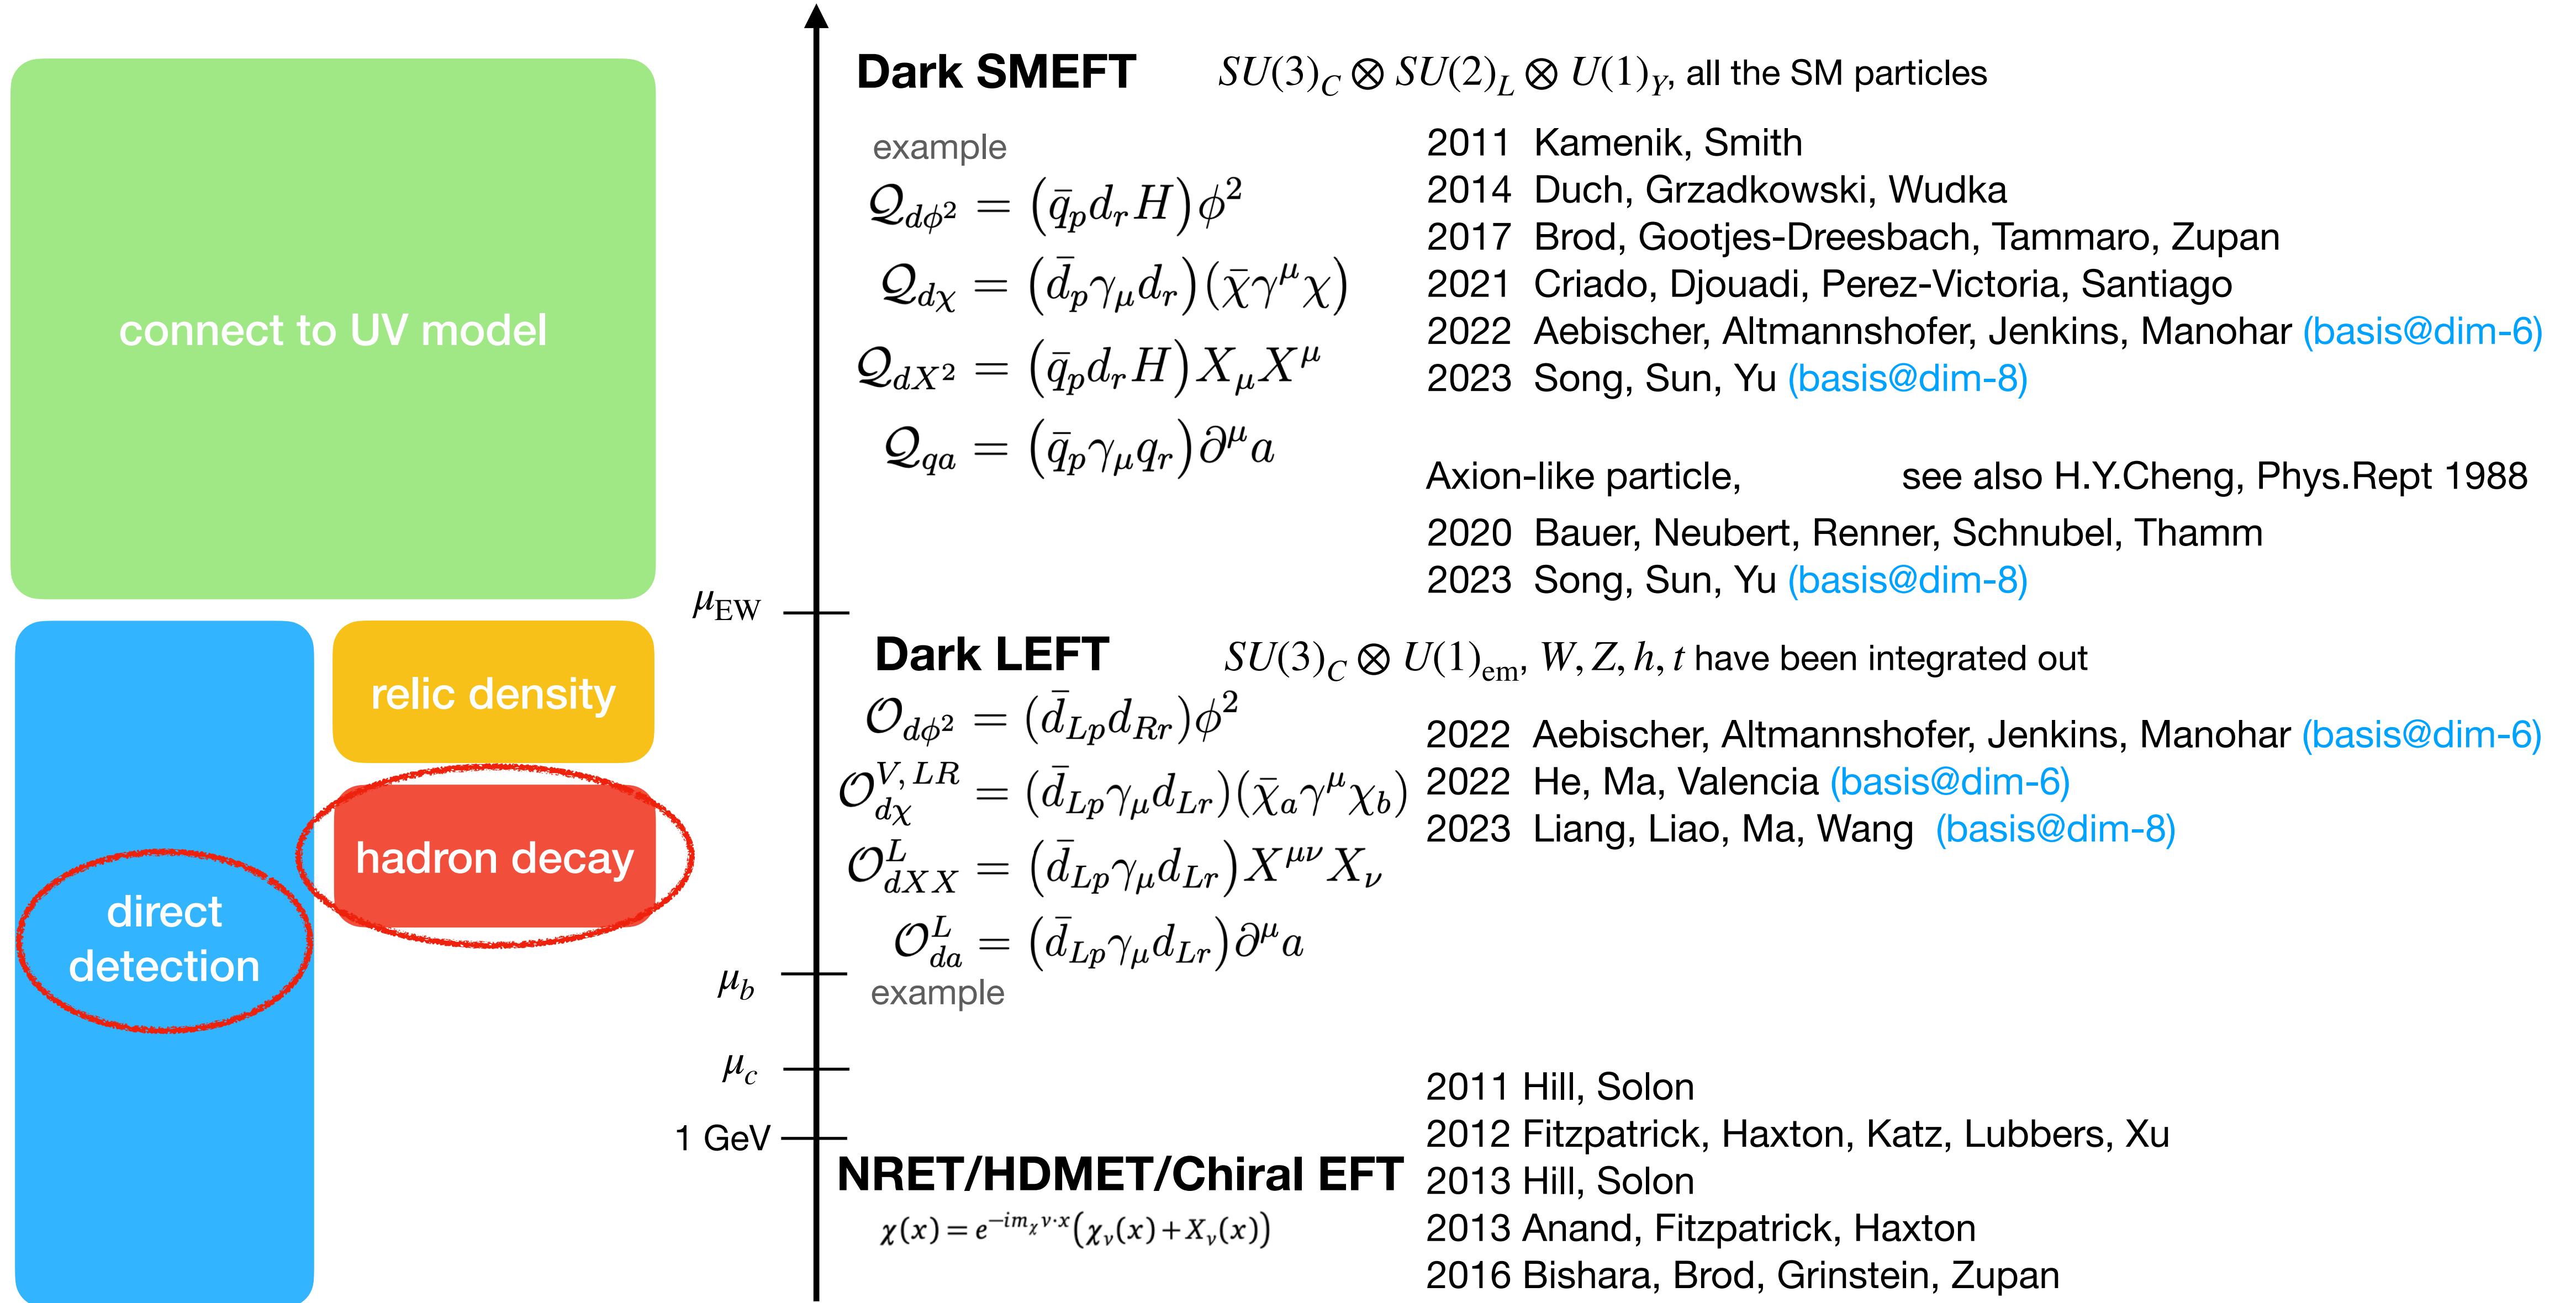 connect to UV model
relic density
hadron decay
direct
detection
μ_EW
μ_b
μ_c
1 GeV
Dark SMEFT SU(3)_C ⊗ SU(2)_L ⊗ U(1)_Y, all the SM particles
example
𝒬_{dϕ²} = (q̄_p d_r H)ϕ²
𝒬_{dχ} = (d̄_p γ_μ d_r)(χ̄γ^μ χ)
𝒬_{dX²} = (q̄_p d_r H)X_μ X^μ
𝒬_{qa} = (q̄_p γ_μ q_r)∂^μ a
2011 Kamenik, Smith
2014 Duch, Grzadkowski, Wudka
2017 Brod, Gootjes-Dreesbach, Tammaro, Zupan
2021 Criado, Djouadi, Perez-Victoria, Santiago
2022 Aebischer, Altmannshofer, Jenkins, Manohar (basis@dim-6)
2023 Song, Sun, Yu (basis@dim-8)
Axion-like particle, see also H.Y.Cheng, Phys.Rept 1988
2020 Bauer, Neubert, Renner, Schnubel, Thamm
2023 Song, Sun, Yu (basis@dim-8)
Dark LEFT SU(3)_C ⊗ U(1)_em, W, Z, h, t have been integrated out
𝒪_{dϕ²} = (d̄_{Lp} d_{Rr})ϕ²
𝒪_{dχ}^{V,LR} = (d̄_{Lp} γ_μ d_{Lr})(χ̄_a γ^μ χ_b)
𝒪_{dXX}^L = (d̄_{Lp} γ_μ d_{Lr})X^{μν} X_ν
𝒪_{da}^L = (d̄_{Lp} γ_μ d_{Lr})∂^μ a
example
2022 Aebischer, Altmannshofer, Jenkins, Manohar (basis@dim-6)
2022 He, Ma, Valencia (basis@dim-6)
2023 Liang, Liao, Ma, Wang (basis@dim-8)
NRET/HDMET/Chiral EFT
χ(x) = e^{-im_χ v·x}(χ_v(x) + X_v(x))
2011 Hill, Solon
2012 Fitzpatrick, Haxton, Katz, Lubbers, Xu
2013 Hill, Solon
2013 Anand, Fitzpatrick, Haxton
2016 Bishara, Brod, Grinstein, Zupan